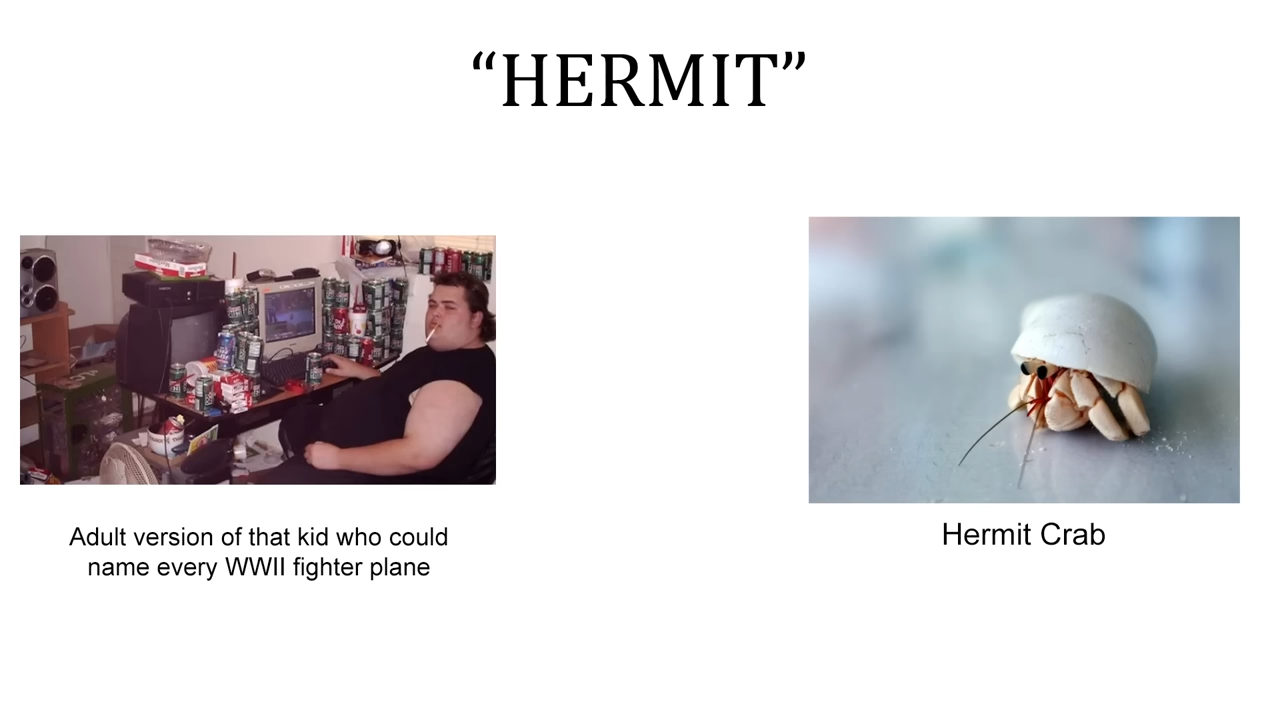 “HERMIT”
Adult version of that kid who could
name every WWII fighter plane
Hermit Crab